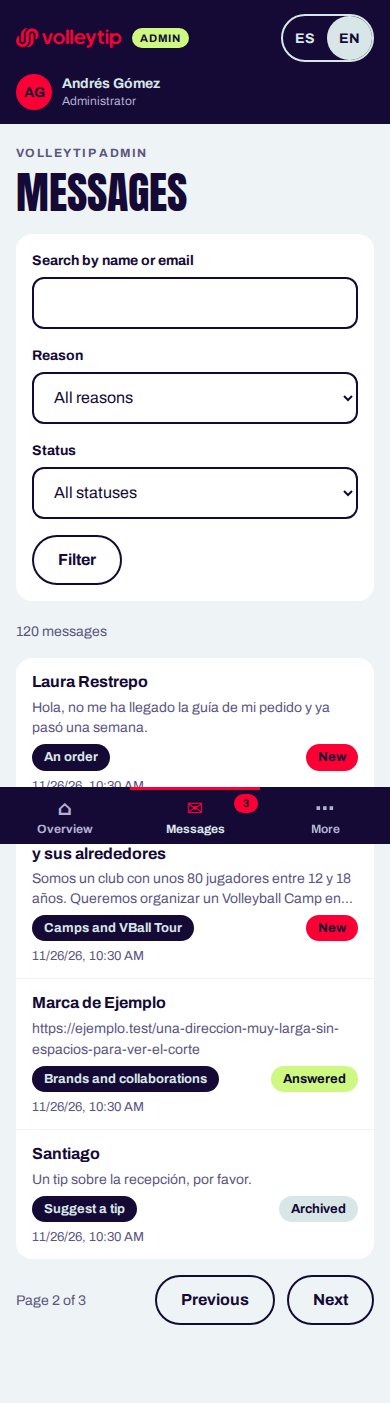 volleytip ADMIN ES EN
AG Andrés Gómez
Administrator
VOLLEYTIP ADMIN
MESSAGES
Search by name or email
Reason
All reasons
Status
All statuses
Filter
120 messages
Laura Restrepo
Hola, no me ha llegado la guía de mi pedido y ya
pasó una semana.
An order New
11/26/26, 10:30 AM
3
Overview Messages More
y sus alrededores
Somos un club con unos 80 jugadores entre 12 y 18
años. Queremos organizar un Volleyball Camp en…
Camps and VBall Tour New
11/26/26, 10:30 AM
Marca de Ejemplo
https://ejemplo.test/una-direccion-muy-larga-sin-
espacios-para-ver-el-corte
Brands and collaborations Answered
11/26/26, 10:30 AM
Santiago
Un tip sobre la recepción, por favor.
Suggest a tip Archived
11/26/26, 10:30 AM
Page 2 of 3 Previous Next